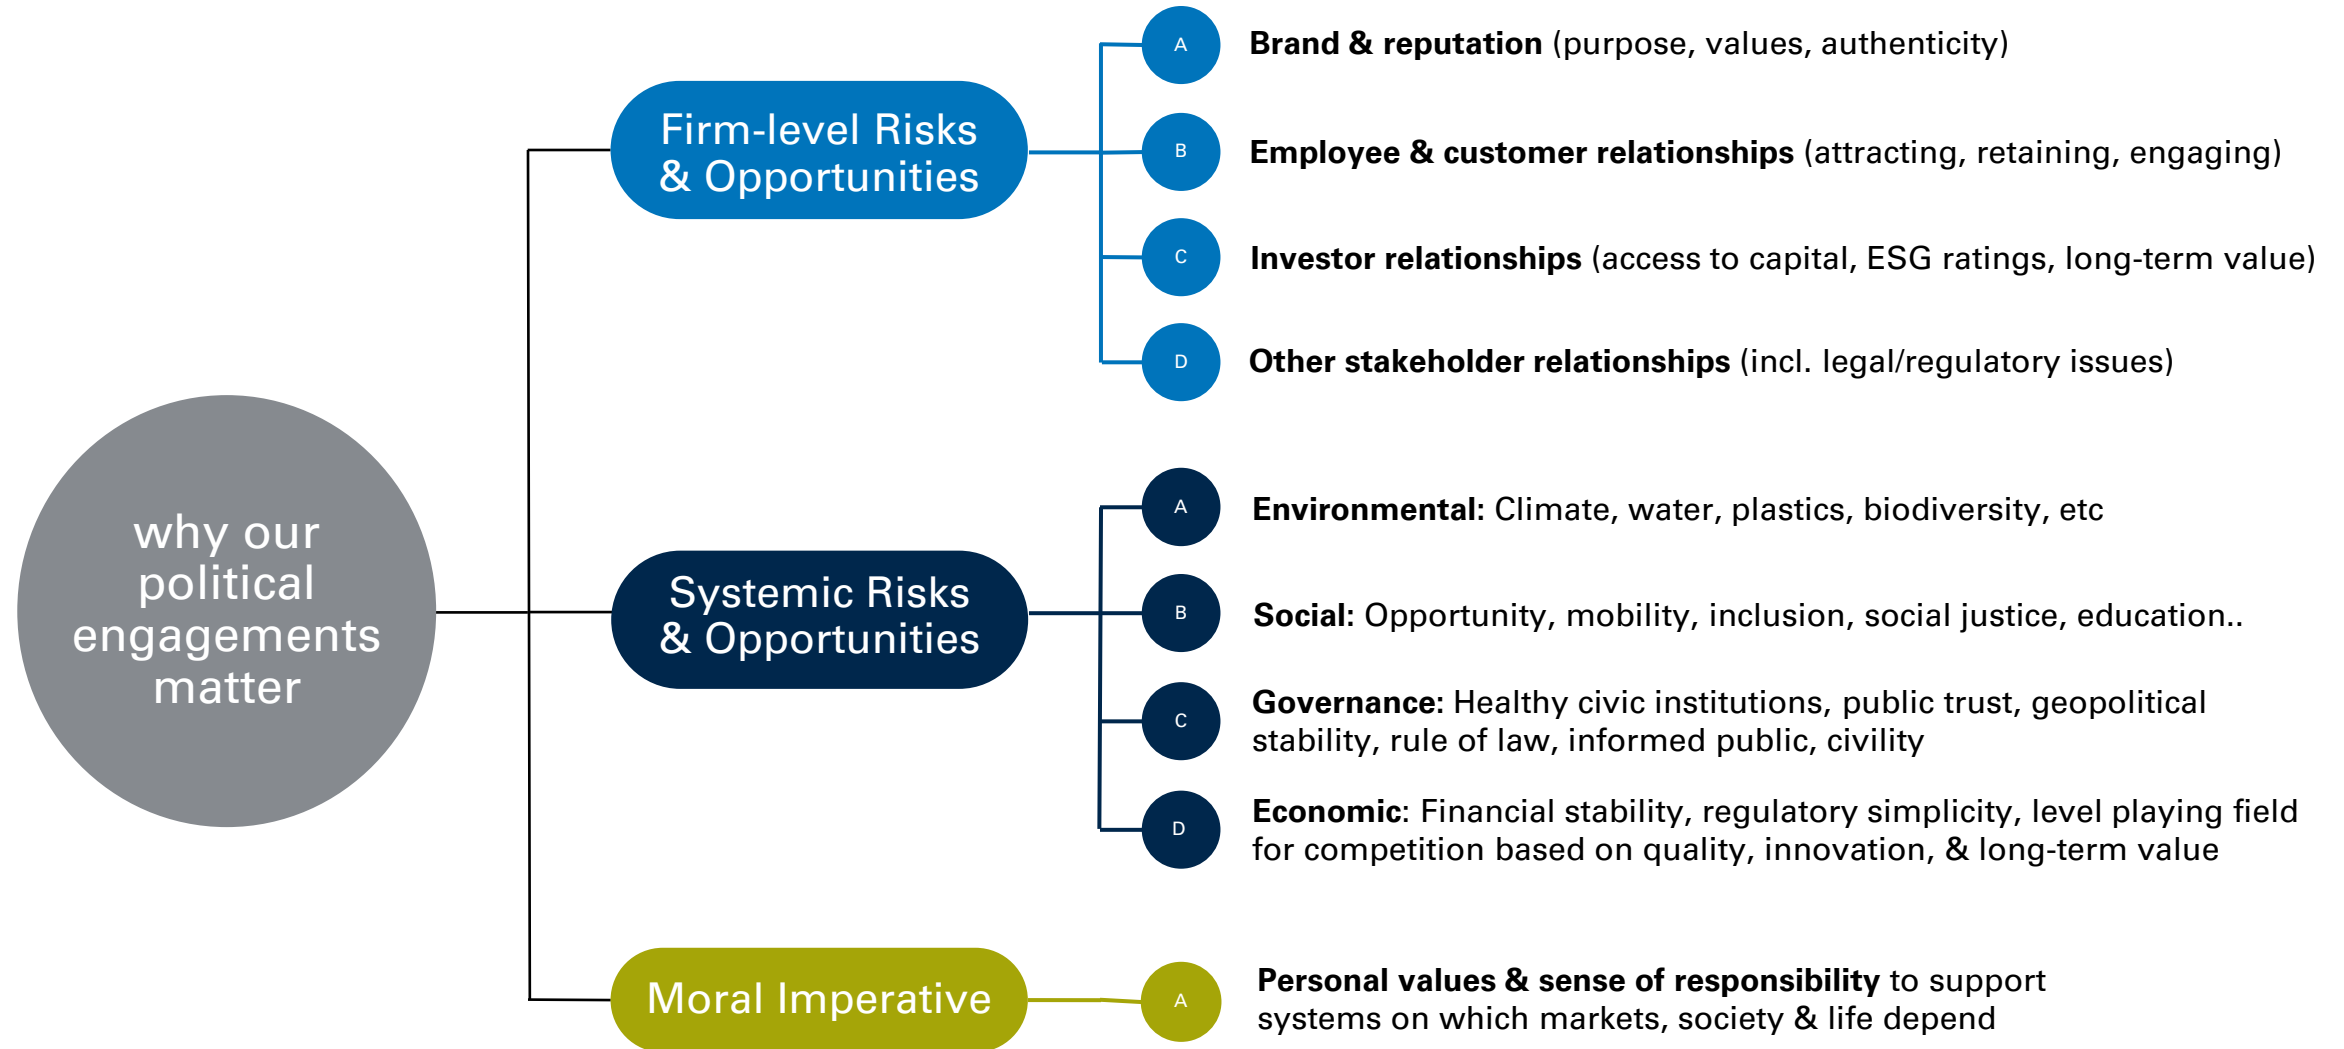 why our
political
engagements
matter
Firm-level Risks
& Opportunities
A
Brand & reputation (purpose, values, authenticity)
B
Employee & customer relationships (attracting, retaining, engaging)
C
Investor relationships (access to capital, ESG ratings, long-term value)
D
Other stakeholder relationships (incl. legal/regulatory issues)
Systemic Risks
& Opportunities
A
Environmental: Climate, water, plastics, biodiversity, etc
B
Social: Opportunity, mobility, inclusion, social justice, education..
C
Governance: Healthy civic institutions, public trust, geopolitical
stability, rule of law, informed public, civility
D
Economic: Financial stability, regulatory simplicity, level playing field
for competition based on quality, innovation, & long-term value
Moral Imperative
A
Personal values & sense of responsibility to support
systems on which markets, society & life depend